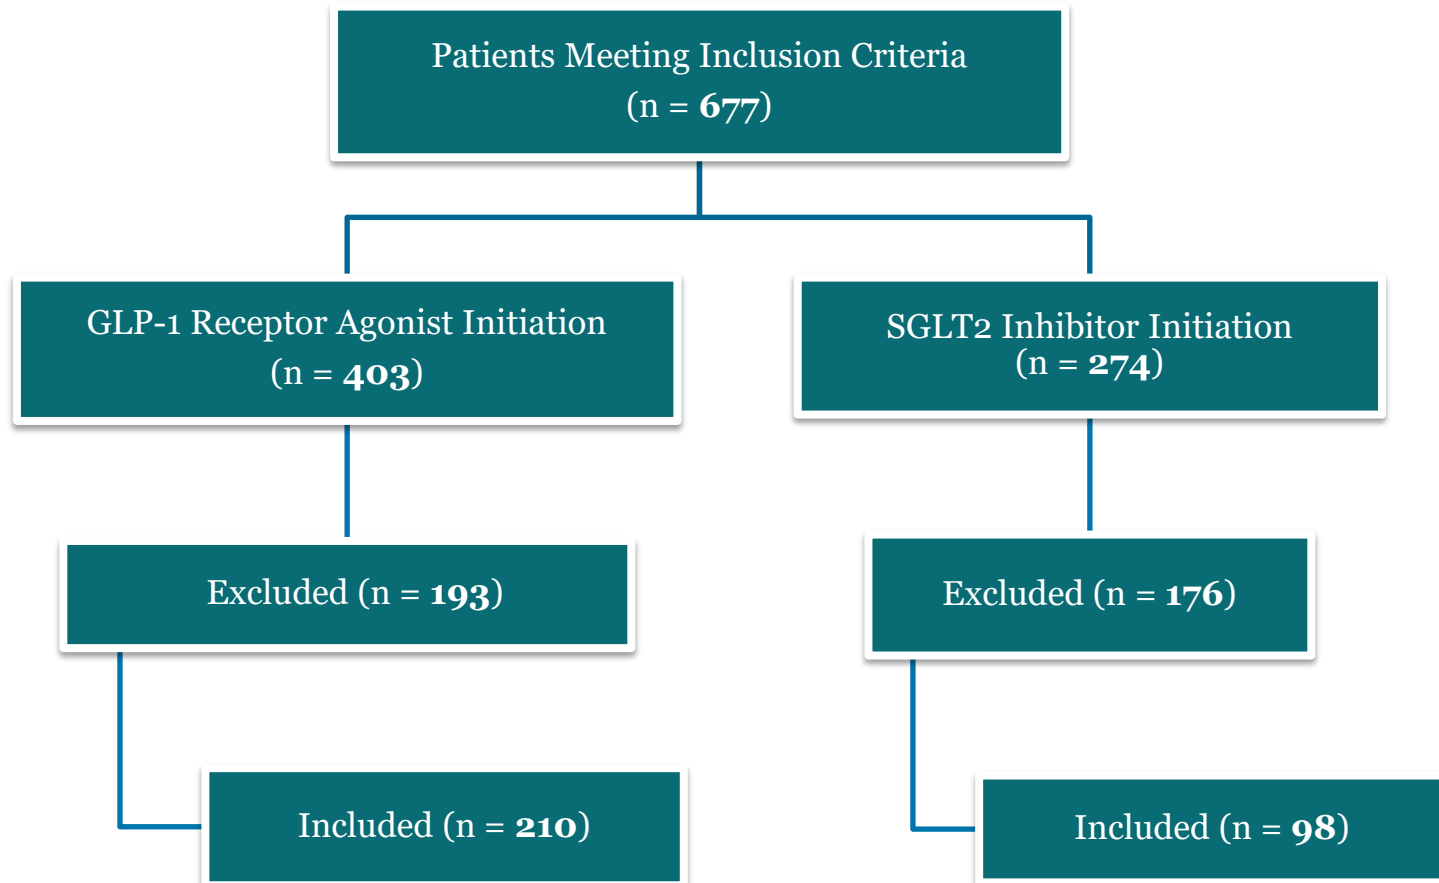 Patients Meeting Inclusion Criteria
(n = 677)
GLP-1 Receptor Agonist Initiation
(n = 403)
SGLT2 Inhibitor Initiation
(n = 274)
Excluded (n = 193)
Excluded (n = 176)
Included (n = 210)
Included (n = 98)